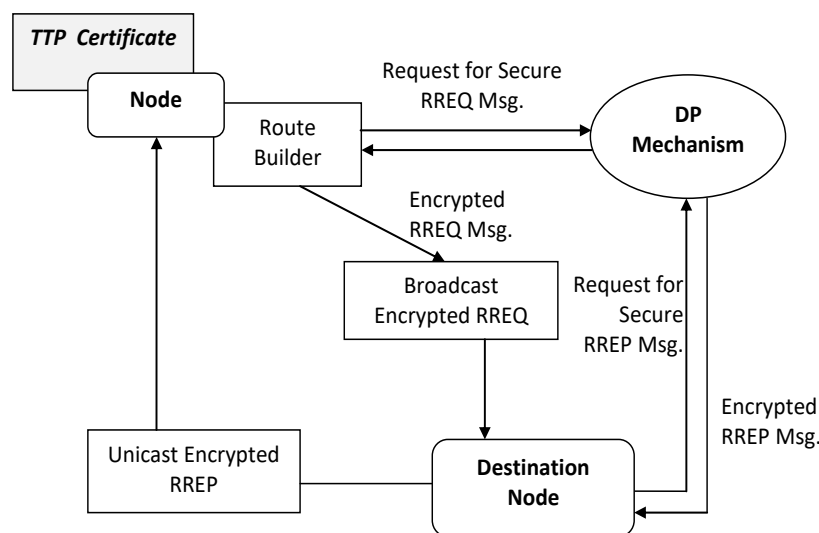 TTP Certificate
Node
Route
Builder
Request for Secure
RREQ Msg.
DP
Mechanism
Encrypted
RREQ Msg.
Broadcast
Encrypted RREQ
Request for
Secure
RREP Msg.
Encrypted
RREP Msg.
Unicast Encrypted
RREP
Destination
Node